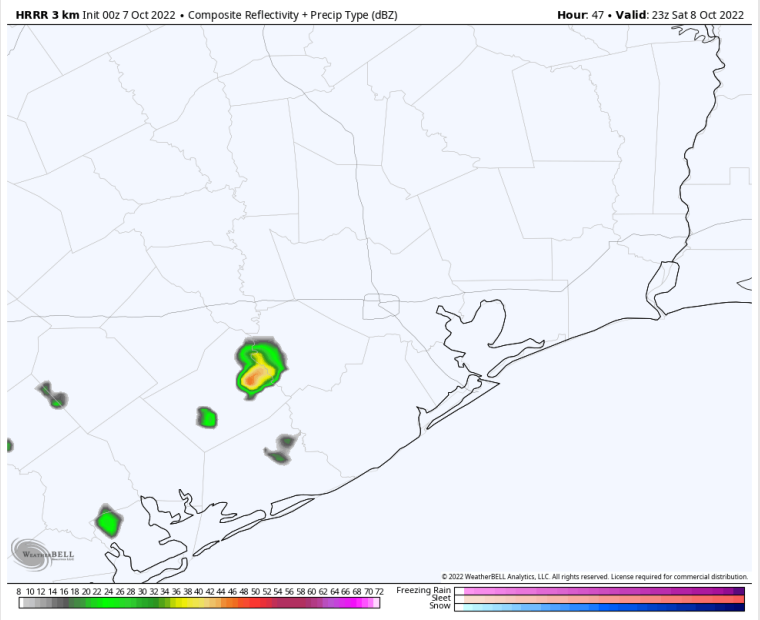 HRRR 3 km Init 00z 7 Oct 2022 • Composite Reflectivity + Precip Type (dBZ) Hour: 47 • Valid: 23z Sat 8 Oct 2022
WEATHERBELL
© 2022 WeatherBELL Analytics, LLC. All rights reserved. License required for commercial distribution.
8 10 12 14 16 18 20 22 24 26 28 30 32 34 36 38 40 42 44 46 48 50 52 54 56 58 60 62 64 66 68 70 72
Freezing Rain
Sleet
Snow